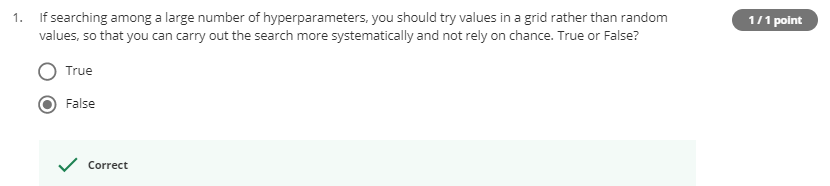 1. If searching among a large number of hyperparameters, you should try values in a grid rather than random
values, so that you can carry out the search more systematically and not rely on chance. True or False?
1 / 1 point
True
False
Correct